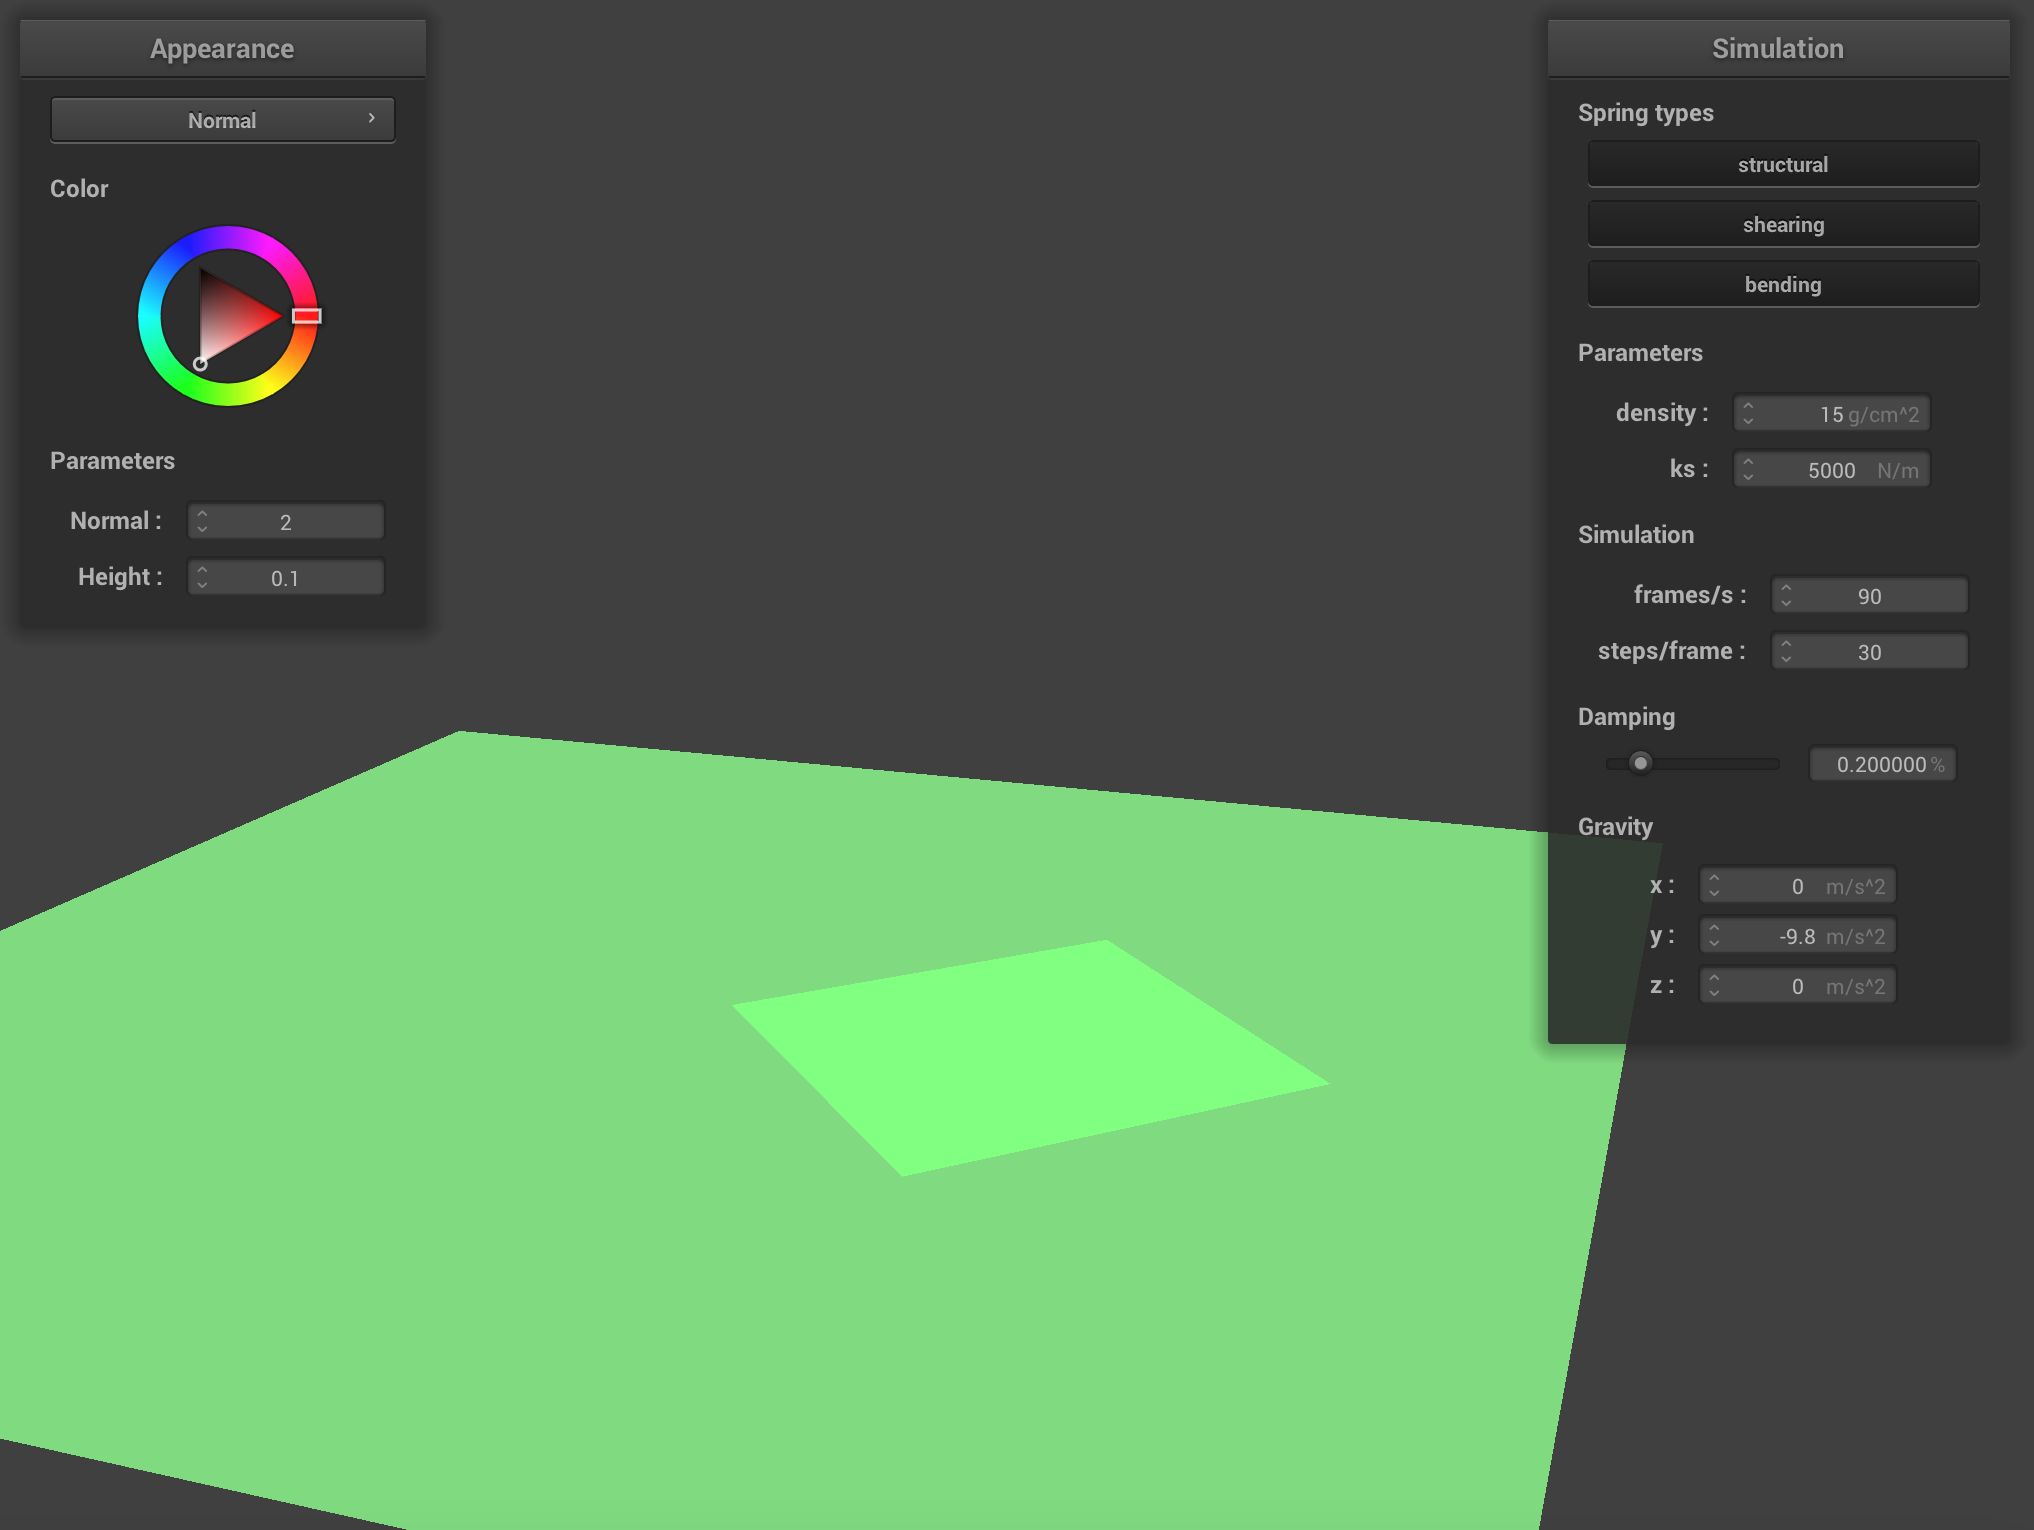 Appearance
Normal ›
Color
Parameters
Normal : 2
Height : 0.1
Simulation
Spring types
structural
shearing
bending
Parameters
density : 15 g/cm^2
ks : 5000 N/m
Simulation
frames/s : 90
steps/frame : 30
Damping
0.200000 %
Gravity
x : 0 m/s^2
y : -9.8 m/s^2
z : 0 m/s^2